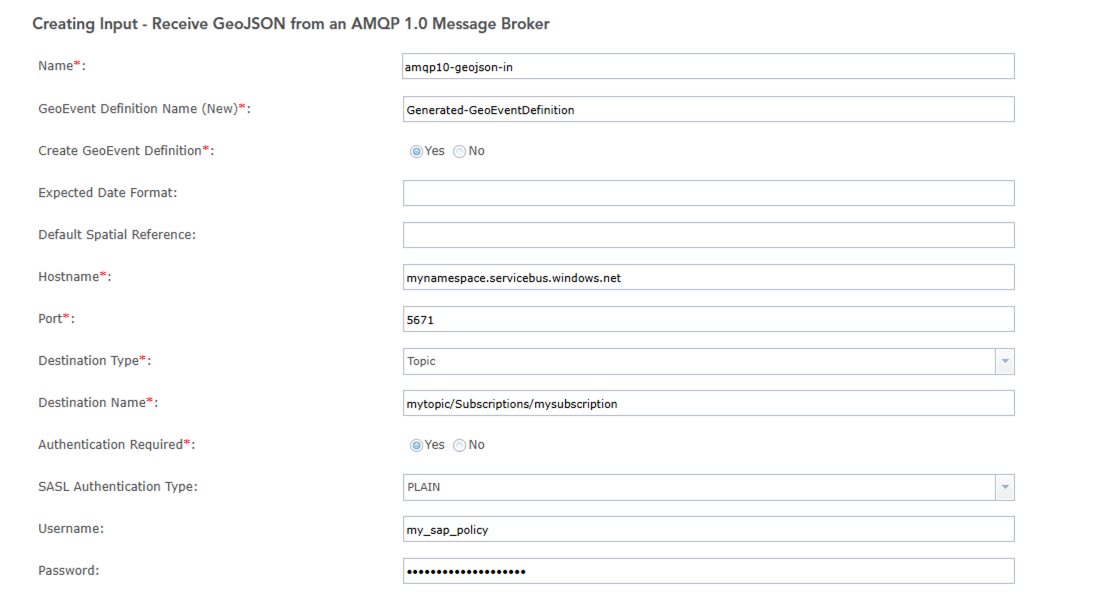 Creating Input - Receive GeoJSON from an AMQP 1.0 Message Broker
Name*: amqp10-geojson-in
GeoEvent Definition Name (New)*: Generated-GeoEventDefinition
Create GeoEvent Definition*: Yes No
Expected Date Format:
Default Spatial Reference:
Hostname*: mynamespace.servicebus.windows.net
Port*: 5671
Destination Type*: Topic
Destination Name*: mytopic/Subscriptions/mysubscription
Authentication Required*: Yes No
SASL Authentication Type: PLAIN
Username: my_sap_policy
Password: ••••••••••••••••••••